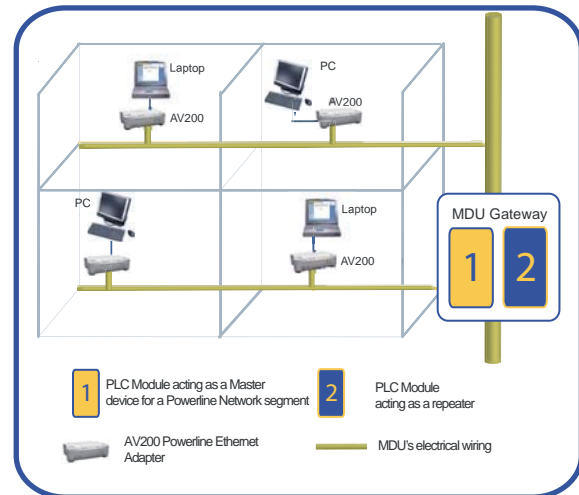 Laptop
PC
AV200
AV200
PC
Laptop
MDU Gateway
AV200
1
2
1
PLC Module acting as a Master
device for a Powerline Network segment
2
PLC Module
acting as a repeater
AV200 Powerline Ethernet
Adapter
MDU's electrical wiring